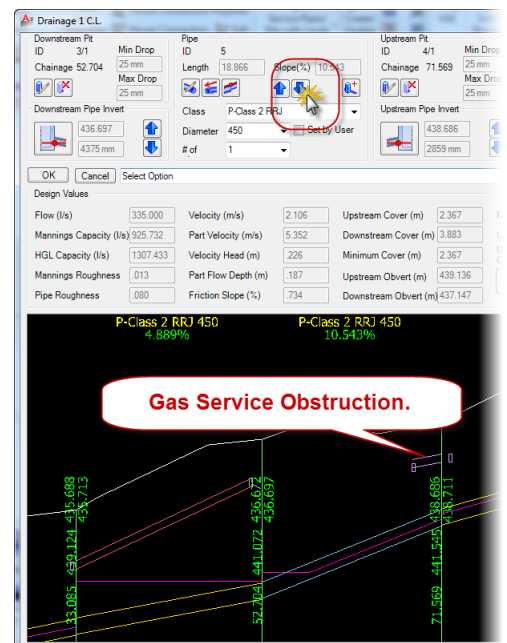 Drainage 1 C.L.
Downstream Pit
Pipe
Upstream Pit
ID 3/1 Min Drop
ID 5
ID 4/1 Min Drop
Chainage 52.704 25 mm
Length 18.866 Slope(%) 10.543
Chainage 71.569 25 mm
Max Drop
Max Drop
25 mm
25 mm
Downstream Pipe Invert
Class P-Class 2 RRJ
Upstream Pipe Invert
436.697
Diameter 450 Set by User
438.686
4375 mm
# of 1
2859 mm
OK Cancel Select Option
Design Values
Flow (l/s) 335.000 Velocity (m/s) 2.106 Upstream Cover (m) 2.367
Mannings Capacity (l/s) 925.732 Part Velocity (m/s) 5.352 Downstream Cover (m) 3.883
HGL Capacity (l/s) 1307.433 Velocity Head (m) .226 Minimum Cover (m) 2.367
Mannings Roughness .013 Part Flow Depth (m) .187 Upstream Obvert (m) 439.136
Pipe Roughness .080 Friction Slope (%) .734 Downstream Obvert (m) 437.147
P-Class 2 RRJ 450 P-Class 2 RRJ 450
4.889% 10.543%
Gas Service Obstruction.
435.688
435.713
436.672
436.697
438.686
438.711
439.124
441.072
441.545
33.085
52.704
71.569